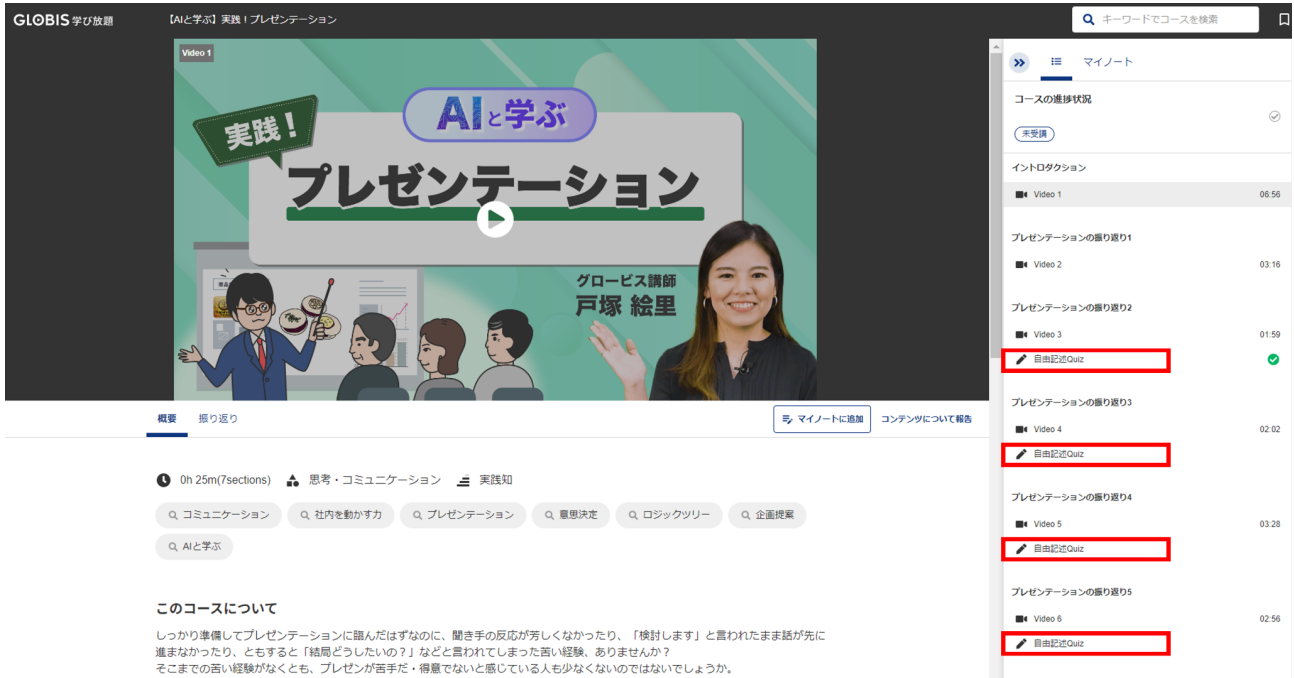 GLOBIS 学び放題
【AIと学ぶ】実践！プレゼンテーション
キーワードでコースを検索
Video 1
実践！
AIと学ぶ
プレゼンテーション
グロービス講師
戸塚 絵里
概要
振り返り
マイノートに追加
コンテンツについて報告
0h 25m(7sections)
思考・コミュニケーション
実践知
コミュニケーション
社内を動かす力
プレゼンテーション
意思決定
ロジックツリー
企画提案
AIと学ぶ
このコースについて
しっかり準備してプレゼンテーションに臨んだはずなのに、聞き手の反応が芳しくなかったり、「検討します」と言われたまま話が先に
進まなかったり、ともすると「結局どうしたいの？」などと言われてしまった苦い経験、ありませんか？
そこまでの苦い経験がなくとも、プレゼンが苦手だ・得意でないと感じている人も少なくないのではないでしょうか。
マイノート
コースの進捗状況
未受講
イントロダクション
Video 1 06:56
プレゼンテーションの振り返り1
Video 2 03:16
プレゼンテーションの振り返り2
Video 3 01:59
自由記述Quiz
プレゼンテーションの振り返り3
Video 4 02:02
自由記述Quiz
プレゼンテーションの振り返り4
Video 5 03:28
自由記述Quiz
プレゼンテーションの振り返り5
Video 6 02:56
自由記述Quiz